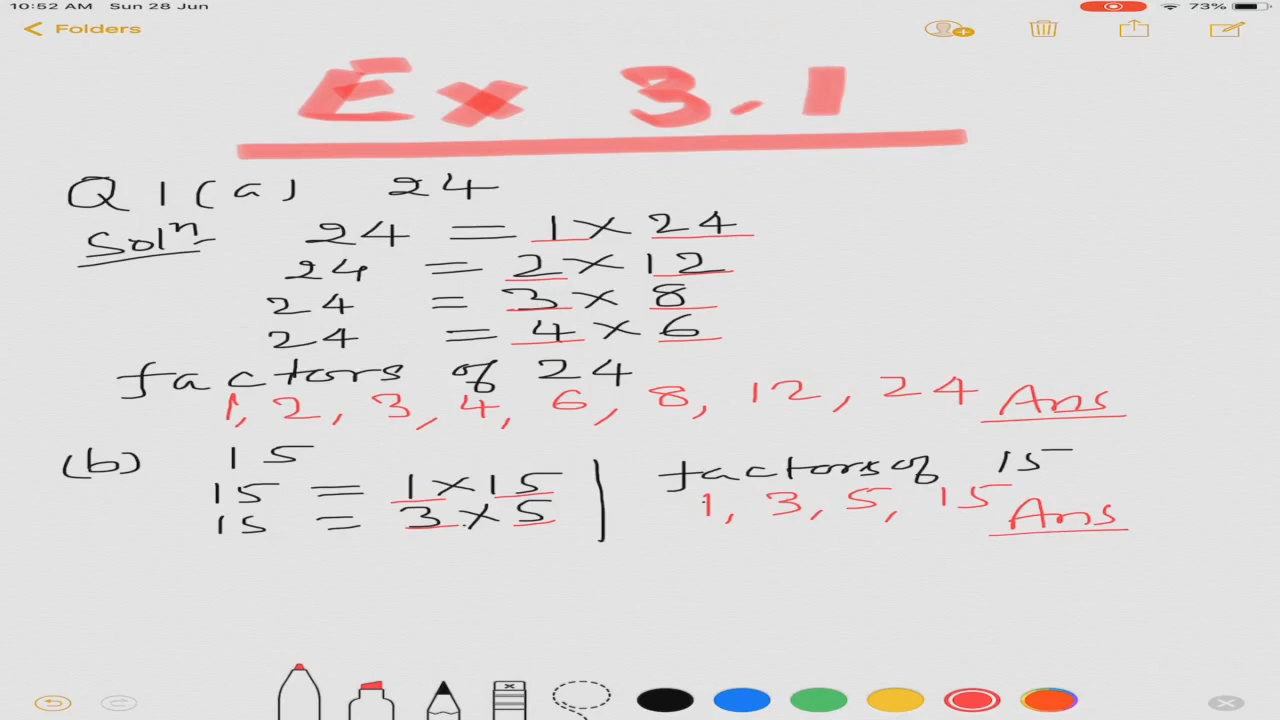 10:52 AM Sun 28 Jun
73%
Folders
Ex 3.1
Q 1(a) 24
Solⁿ 24 = 1 × 24
24 = 2 × 12
24 = 3 × 8
24 = 4 × 6
factors of 24
1, 2, 3, 4, 6, 8, 12, 24 Ans
(b) 15
15 = 1 × 15
15 = 3 × 5
factors of 15
1, 3, 5, 15 Ans